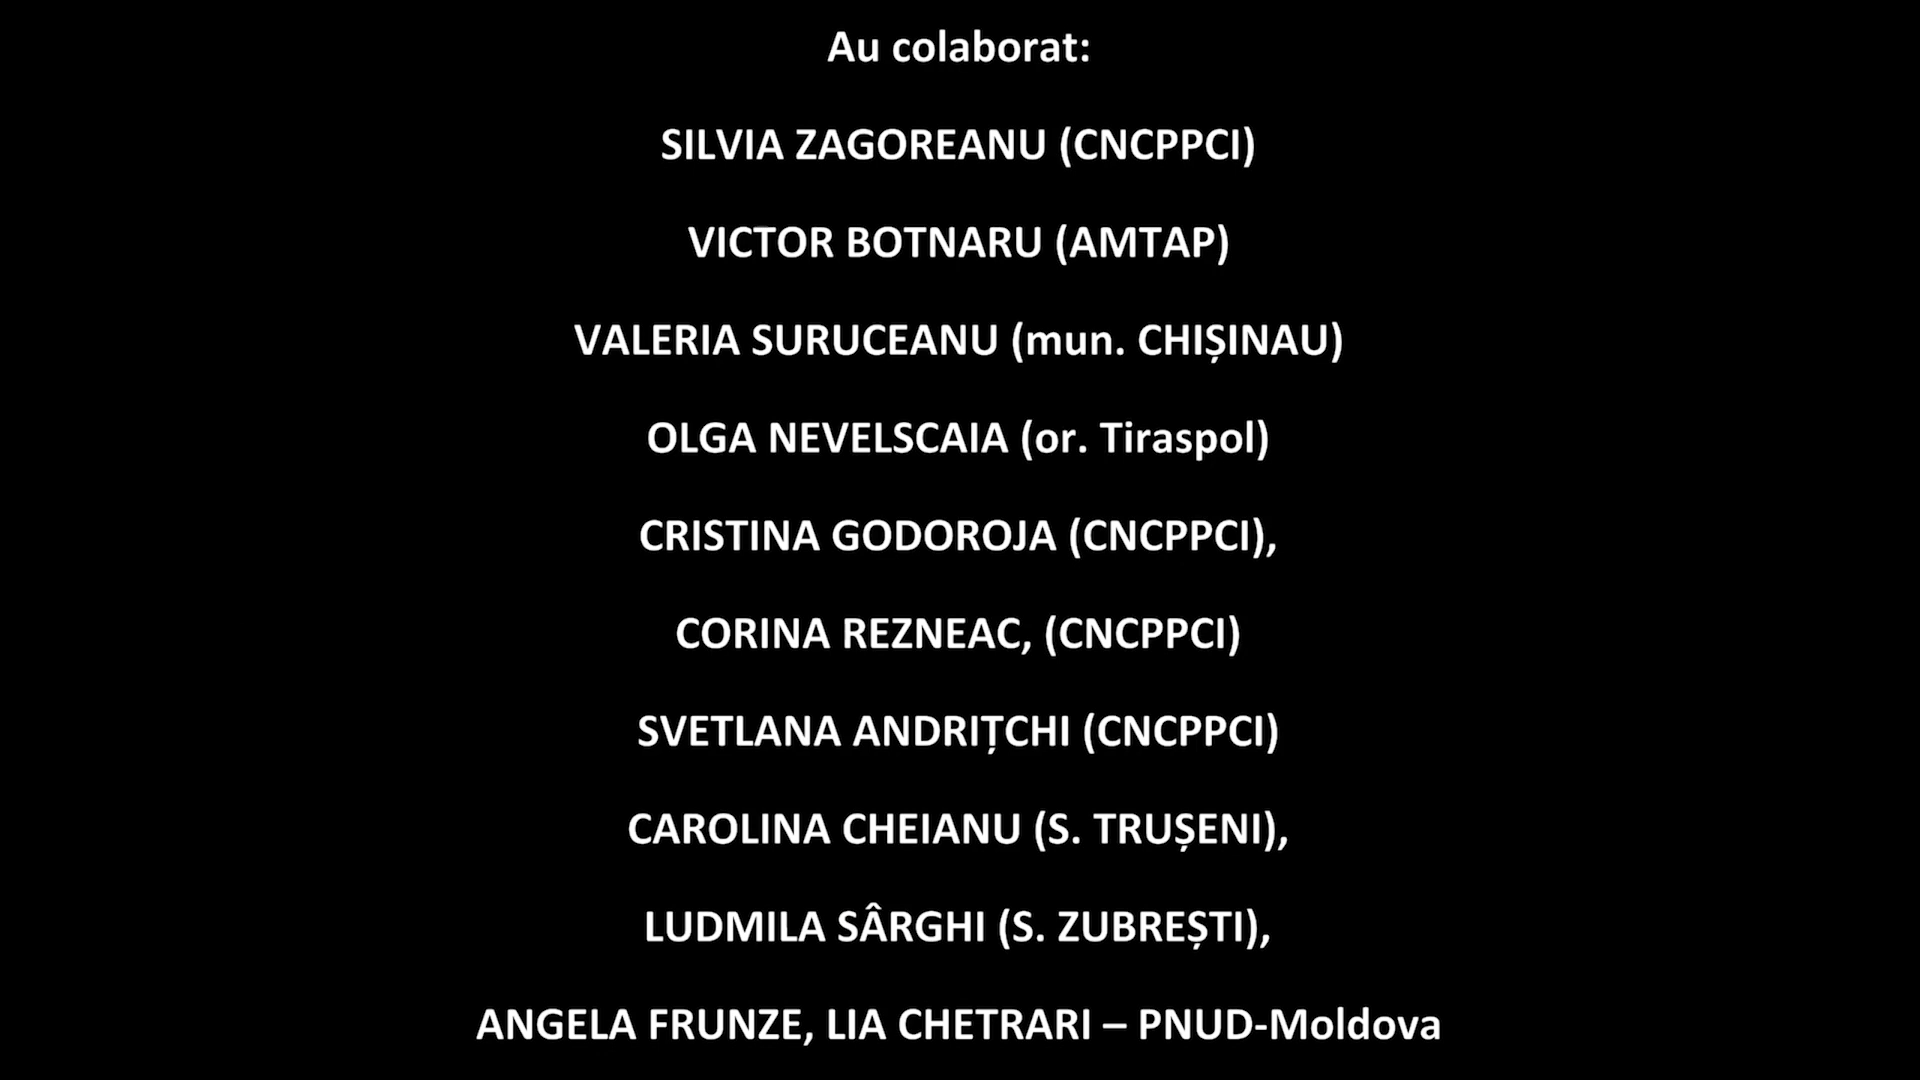 Au colaborat:
SILVIA ZAGOREANU (CNCPPCI)
VICTOR BOTNARU (AMTAP)
VALERIA SURUCEANU (mun. CHIȘINAU)
OLGA NEVELSCAIA (or. Tiraspol)
CRISTINA GODOROJA (CNCPPCI),
CORINA REZNEAC, (CNCPPCI)
SVETLANA ANDRIȚCHI (CNCPPCI)
CAROLINA CHEIANU (S. TRUȘENI),
LUDMILA SÂRGHI (S. ZUBREȘTI),
ANGELA FRUNZE, LIA CHETRARI – PNUD-Moldova